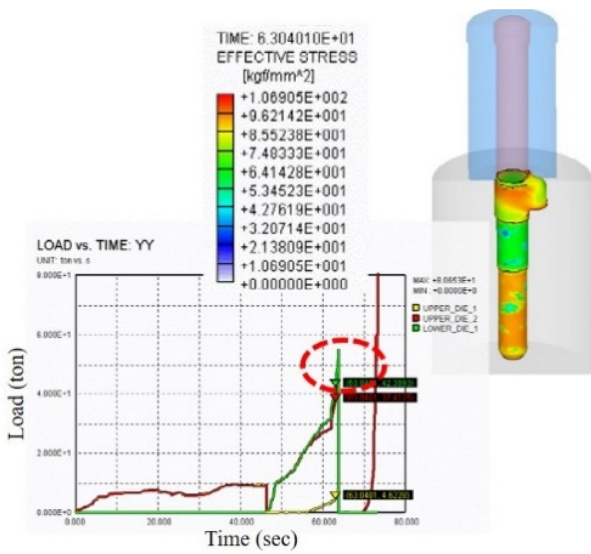 TIME: 6.304010E+01
EFFECTIVE STRESS
[kgf/mm^2]
+1.06905E+002
+9.62142E+001
+8.55238E+001
+7.48333E+001
+6.41428E+001
+5.34523E+001
+4.27619E+001
+3.20714E+001
+2.13809E+001
+1.06905E+001
+0.00000E+000
LOAD vs. TIME: YY
UNIT: ton vs. s
8.000E+1
6.000E+1
4.000E+1
2.000E+1
0.000E+0
0.000
20.000
40.000
60.000
80.000
MAX: +8.0653E+1
MIN: +0.0000E+0
UPPER_DIE_1
UPPER_DIE_2
LOWER_DIE_1
(63.0401, 4.6228)
Load (ton)
Time (sec)